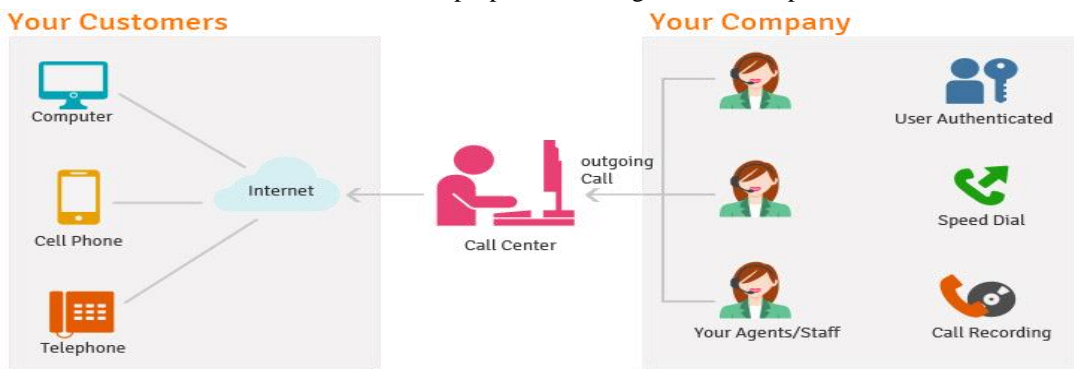 Your Customers
Your Company
Computer
Cell Phone
Telephone
Internet
Call Center
outgoing
Call
Your Agents/Staff
User Authenticated
Speed Dial
Call Recording